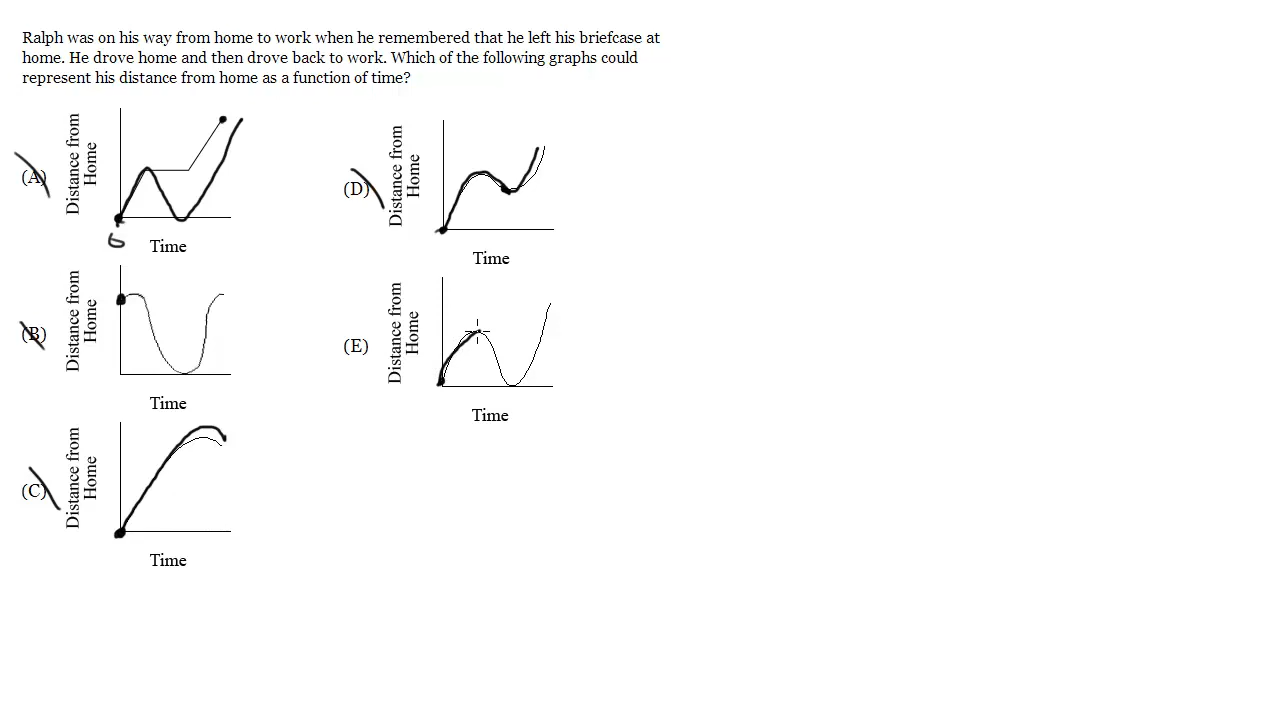 Ralph was on his way from home to work when he remembered that he left his briefcase at
home. He drove home and then drove back to work. Which of the following graphs could
represent his distance from home as a function of time?
(A)
Distance from
Home
Time
(B)
Distance from
Home
Time
(C)
Distance from
Home
Time
(D)
Distance from
Home
Time
(E)
Distance from
Home
Time